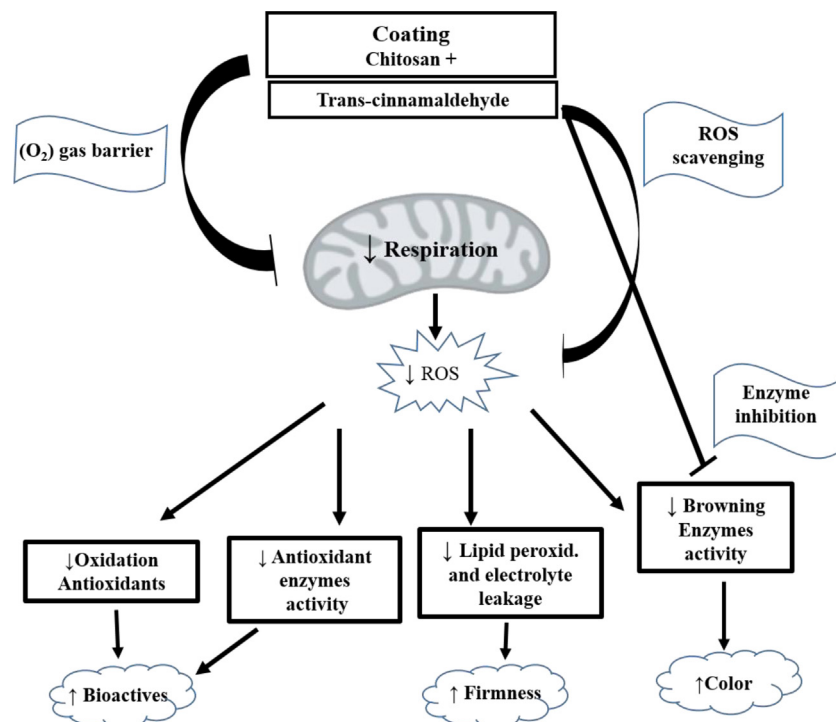 Coating
Chitosan +
Trans-cinnamaldehyde
(O₂) gas barrier
ROS
scavenging
↓ Respiration
↓ ROS
Enzyme
inhibition
↓Oxidation
Antioxidants
↓ Antioxidant
enzymes
activity
↓ Lipid peroxid.
and electrolyte
leakage
↓ Browning
Enzymes
activity
↑ Bioactives
↑ Firmness
↑Color